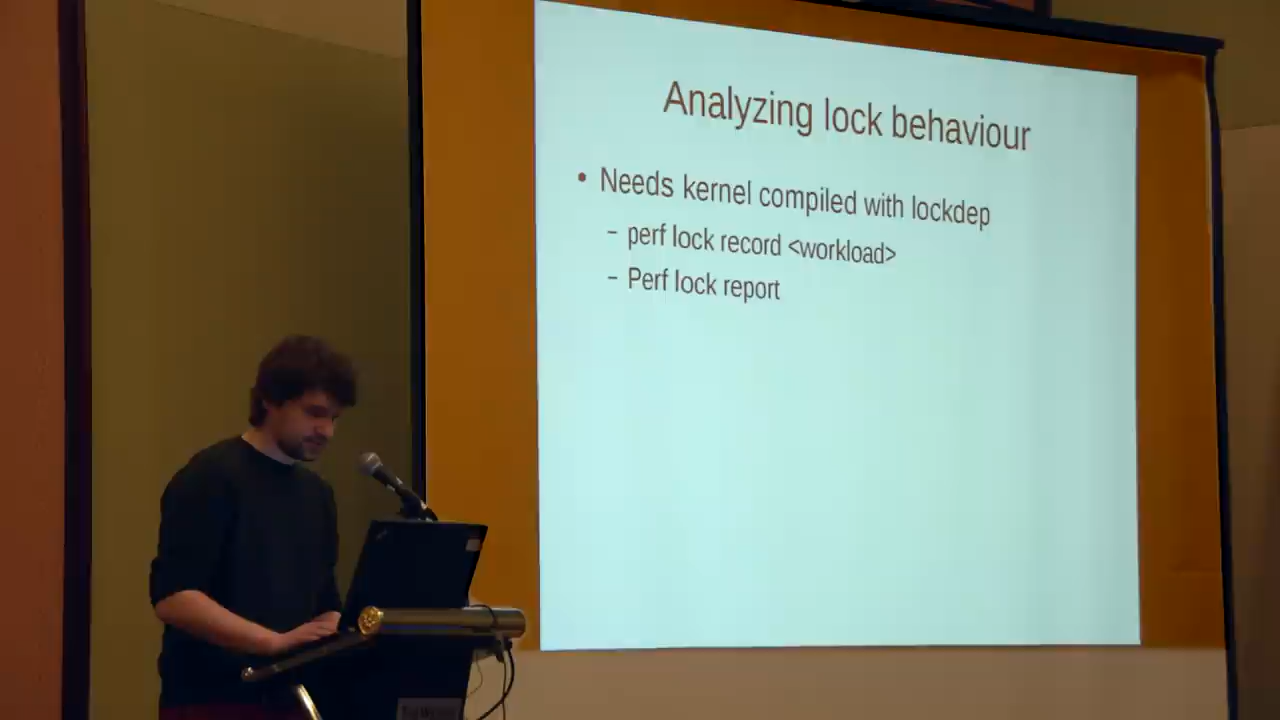 Analyzing lock behaviour
• Needs kernel compiled with lockdep
– perf lock record <workload>
– Perf lock report